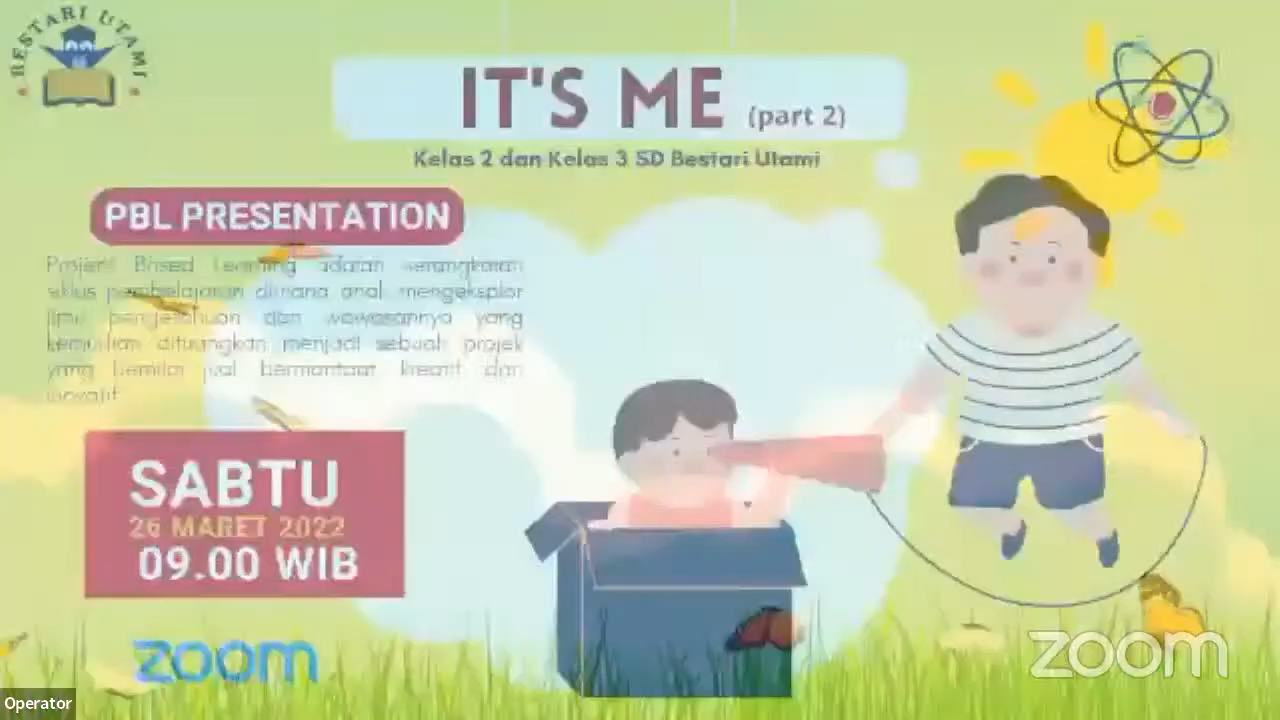 BESTARI UTAMI
IT'S ME (part 2)
Kelas 2 dan Kelas 3 SD Bestari Utami
PBL PRESENTATION
Project Based Learning adalah serangkaian
siklus pembelajaran dimana anak mengeksplor
ilmu pengetahuan dan wawasannya yang
kemudian dituangkan menjadi sebuah projek
yang bernilai jual bermanfaat kreatif dan
inovatif
SABTU
26 MARET 2022
09.00 WIB
zoom
zoom
Operator